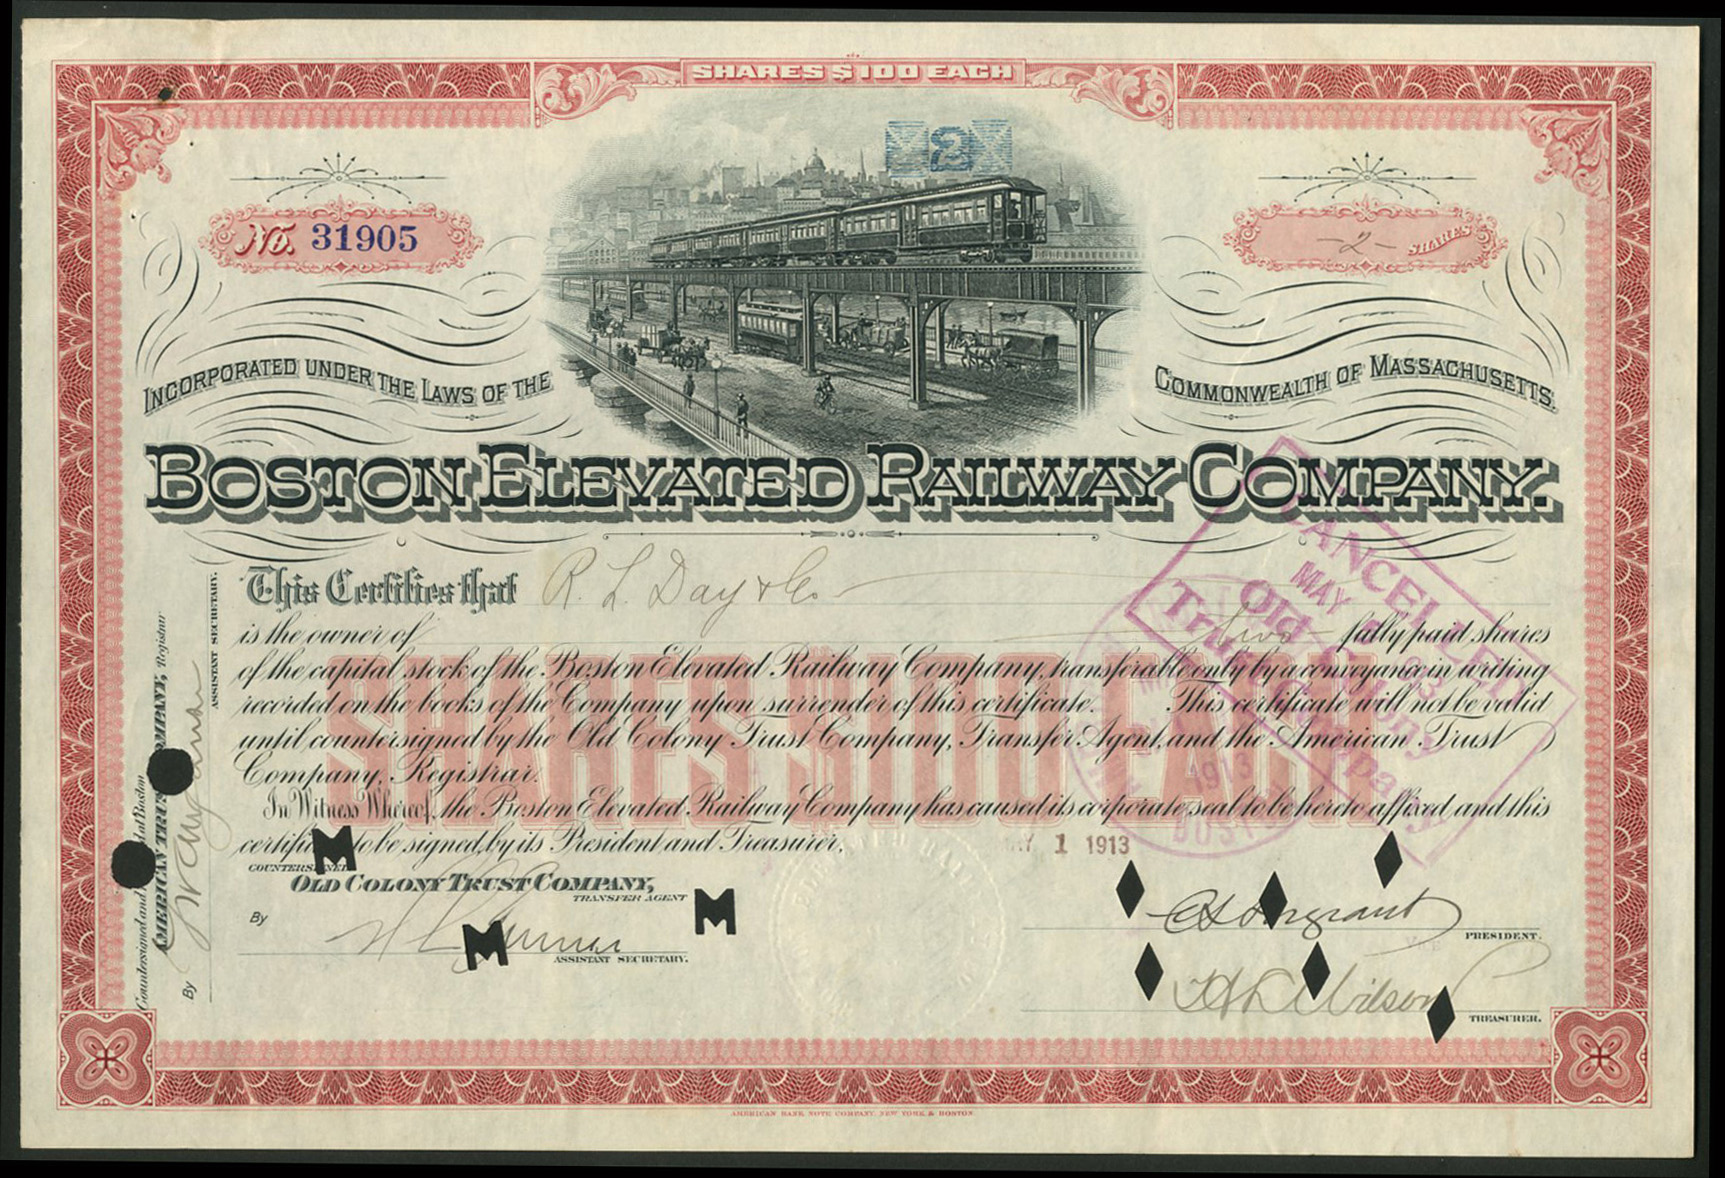 SHARES $100 EACH
2
No. 31905
-2- SHARES
INCORPORATED UNDER THE LAWS OF THE
COMMONWEALTH OF MASSACHUSETTS.
BOSTON ELEVATED RAILWAY COMPANY.
This Certifies that R. L. Day & Co
is the owner of two fully paid shares
of the capital stock of the Boston Elevated Railway Company, transferable only by a conveyance in writing
recorded on the books of the Company upon surrender of this certificate. This certificate will not be valid
until countersigned by the Old Colony Trust Company, Transfer Agent, and the American Trust
Company, Registrar.
In Witness Whereof, the Boston Elevated Railway Company has caused its corporate seal to be hereto affixed and this
certificate to be signed by its President and Treasurer,
MAY 1 1913
SHARES $100 EACH
COUNTERSIGNED
OLD COLONY TRUST COMPANY,
TRANSFER AGENT
By
ASSISTANT SECRETARY.
VICE PRESIDENT.
Wilson
TREASURER.
Countersigned and
Boston
AMERICAN TRUST COMPANY, Registrar
By
ASSISTANT SECRETARY.
CANCELLED
MAY
Old Colony
Trust Company
1913
AMERICAN BANK NOTE COMPANY, NEW YORK & BOSTON.